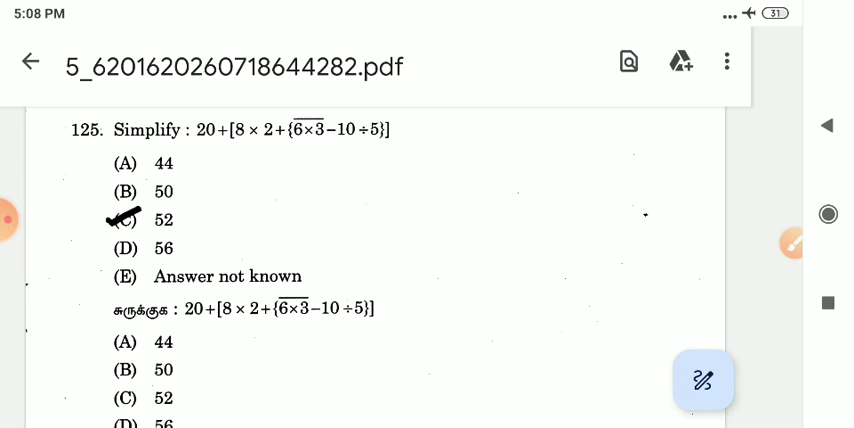 5:08 PM
31
5_6201620260718644282.pdf
125. Simplify : 20+[8 × 2+{6×3−10÷5}]
(A) 44
(B) 50
(C) 52
(D) 56
(E) Answer not known
சுருக்குக : 20+[8 × 2+{6×3−10÷5}]
(A) 44
(B) 50
(C) 52
(D) 56